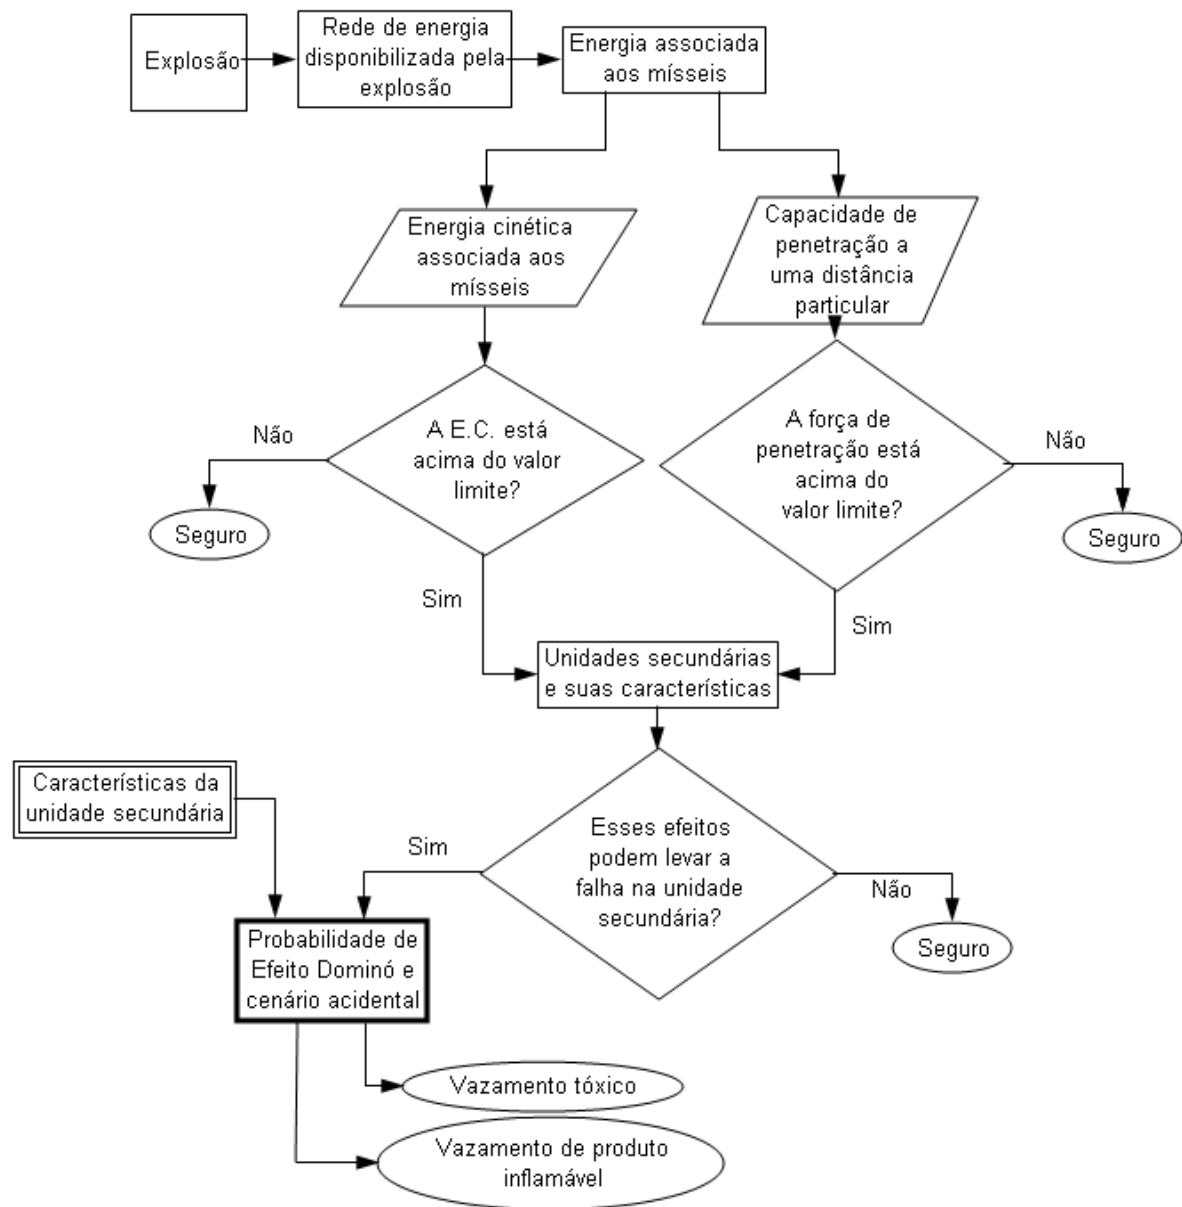 Explosão
Rede de energia
disponibilizada pela
explosão
Energia associada
aos mísseis
Energia cinética
associada aos
mísseis
Capacidade de
penetração a
uma distância
particular
A E.C. está
acima do valor
limite?
Não
Seguro
A força de
penetração está
acima do
valor limite?
Não
Seguro
Sim
Sim
Unidades secundárias
e suas características
Características da
unidade secundária
Esses efeitos
podem levar a
falha na unidade
secundária?
Sim
Não
Seguro
Probabilidade de
Efeito Dominó e
cenário acidental
Vazamento tóxico
Vazamento de produto
inflamável